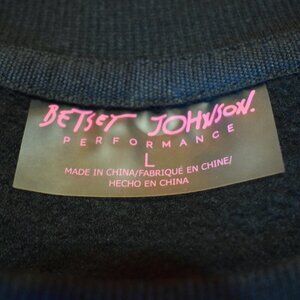 BETSEY JOHNSON.
PERFORMANCE
L
MADE IN CHINA/FABRIQUÉ EN CHINE/
HECHO EN CHINA